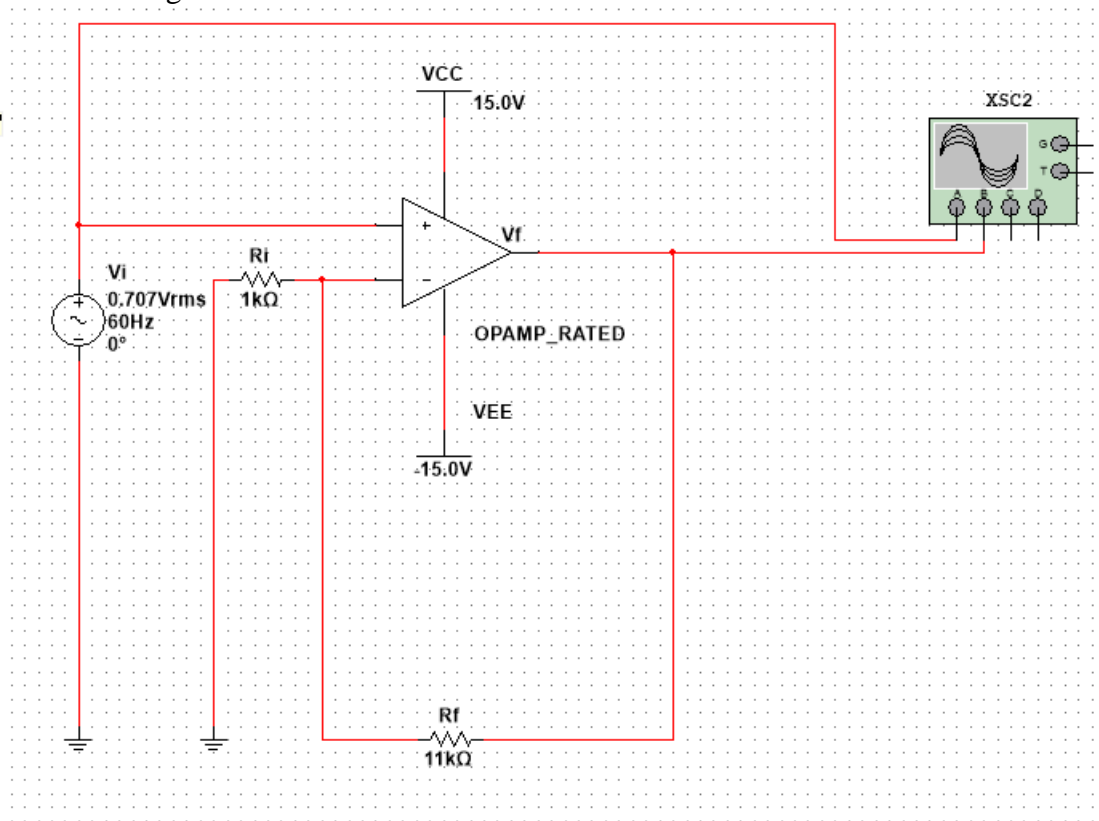 g
VCC
15.0V
XSC2
G
T
A B C D
+
Vf
Ri
1kΩ
−
Vi
+
0.707Vrms
60Hz
0°
−
OPAMP_RATED
VEE
-15.0V
Rf
11kΩ